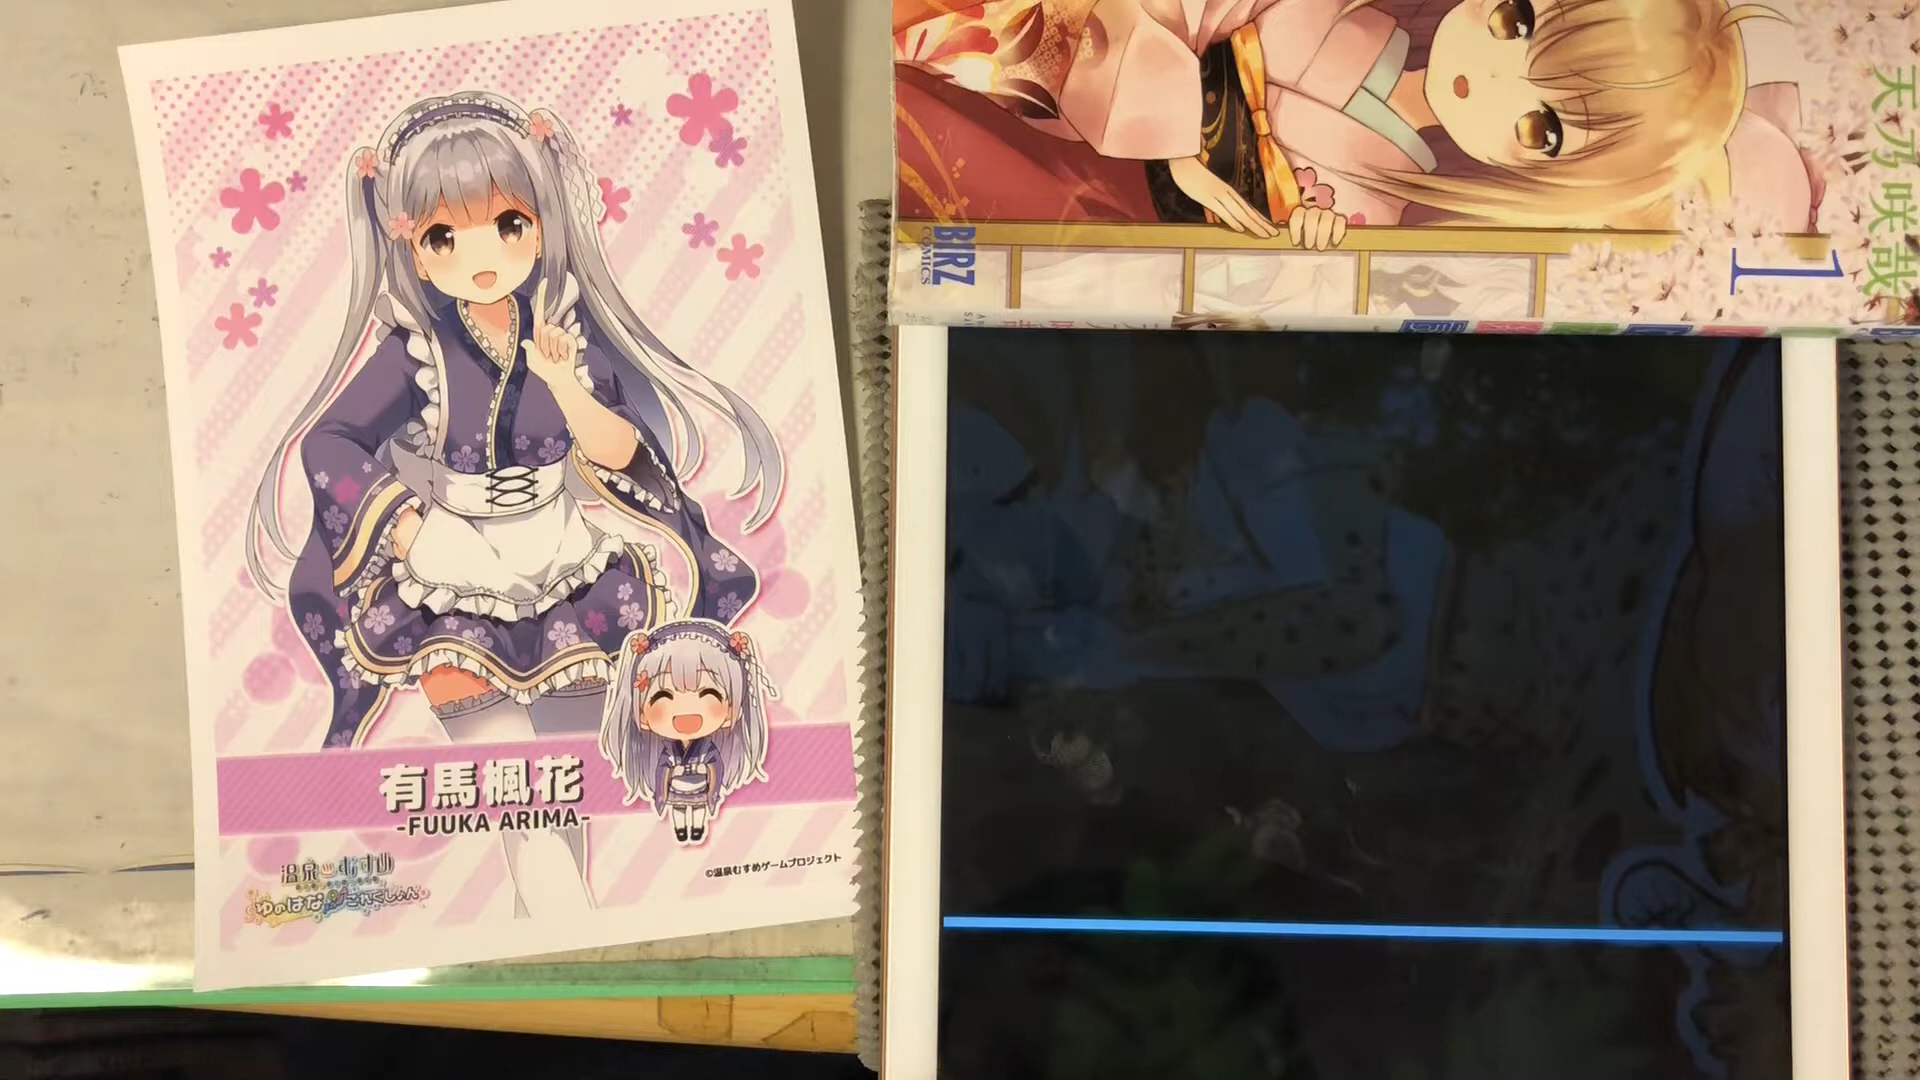 有馬楓花
-FUUKA ARIMA-
©温泉むすめゲームプロジェクト
温泉むすめ
ゆのはなこれくしょん
天乃咲哉
1
BIRZ
COMICS